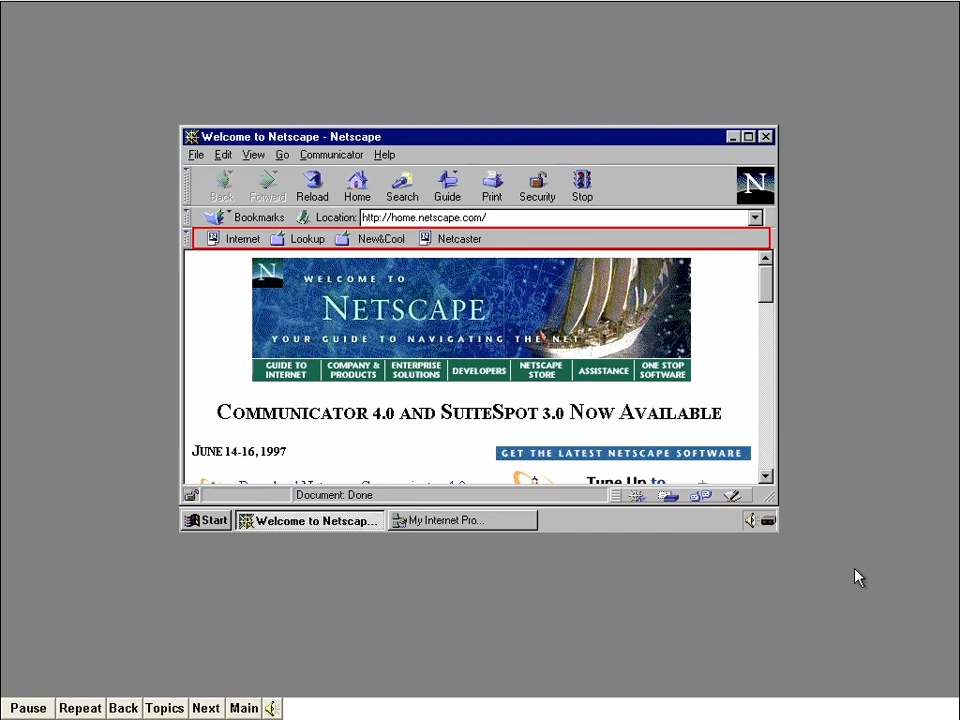 Welcome to Netscape - Netscape
File Edit View Go Communicator Help
N
Back Forward Reload Home Search Guide Print Security Stop
Bookmarks Location: http://home.netscape.com/
Internet Lookup New&Cool Netcaster
N
WELCOME TO
NETSCAPE
YOUR GUIDE TO NAVIGATING THE NET
GUIDE TO INTERNET COMPANY & PRODUCTS ENTERPRISE SOLUTIONS DEVELOPERS NETSCAPE STORE ASSISTANCE ONE STOP SOFTWARE
COMMUNICATOR 4.0 AND SUITESPOT 3.0 NOW AVAILABLE
JUNE 14-16, 1997 GET THE LATEST NETSCAPE SOFTWARE
Tune Up to
Document: Done
Start Welcome to Netscap... My Internet Pro...
Pause Repeat Back Topics Next Main